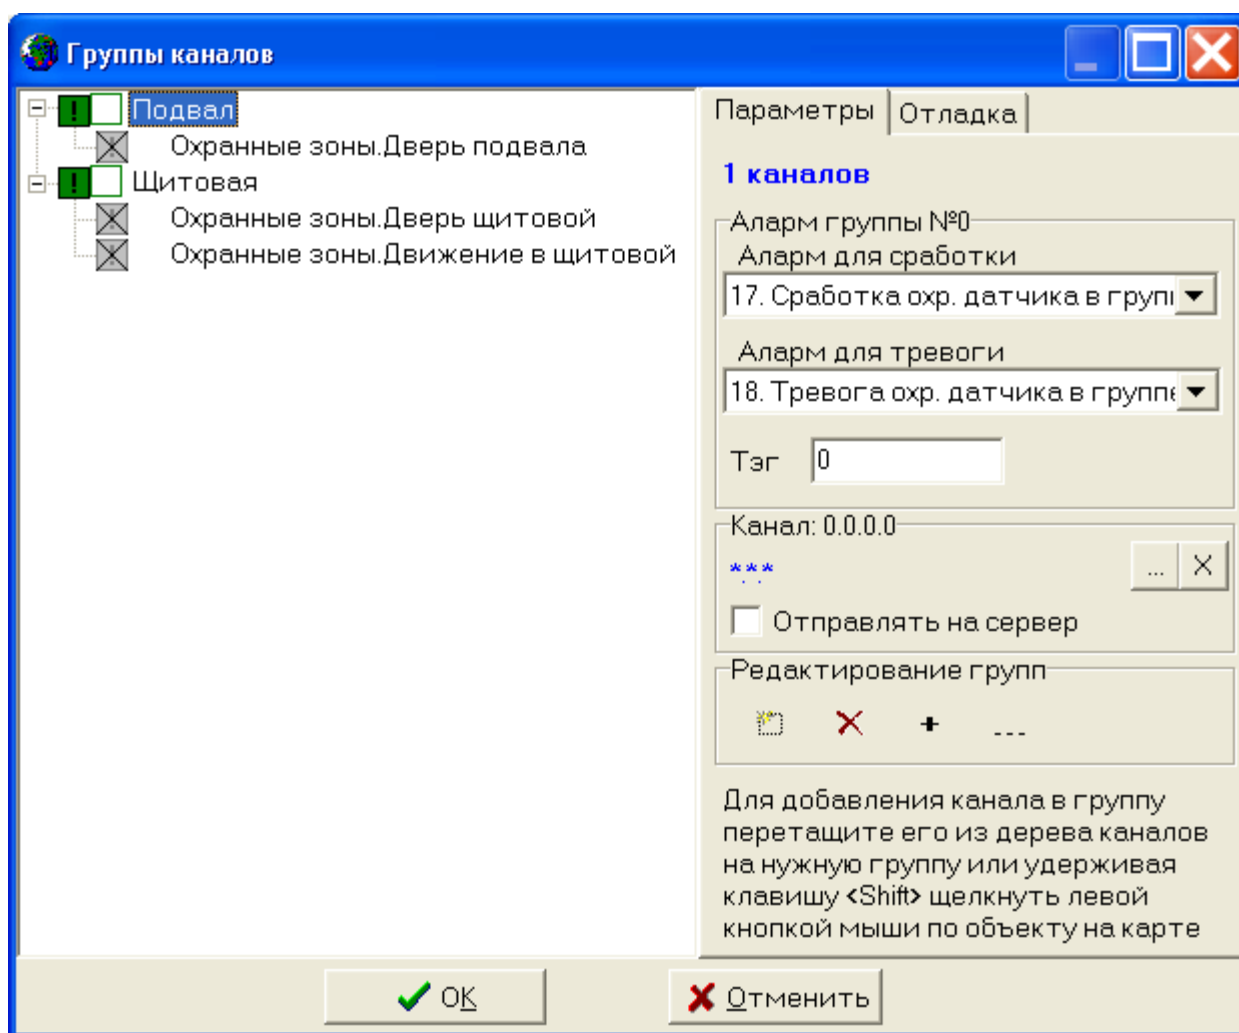 Группы каналов
Подвал
Охранные зоны.Дверь подвала
Щитовая
Охранные зоны.Дверь щитовой
Охранные зоны.Движение в щитовой
Параметры
Отладка
1 каналов
Аларм группы №0
Аларм для сработки
17. Сработка охр. датчика в групп
Аларм для тревоги
18. Тревога охр. датчика в группе
Тэг 0
Канал: 0.0.0.0
*.*.*
... X
Отправлять на сервер
Редактирование групп
+ ---
Для добавления канала в группу
перетащите его из дерева каналов
на нужную группу или удерживая
клавишу <Shift> щелкнуть левой
кнопкой мыши по объекту на карте
OK
Отменить